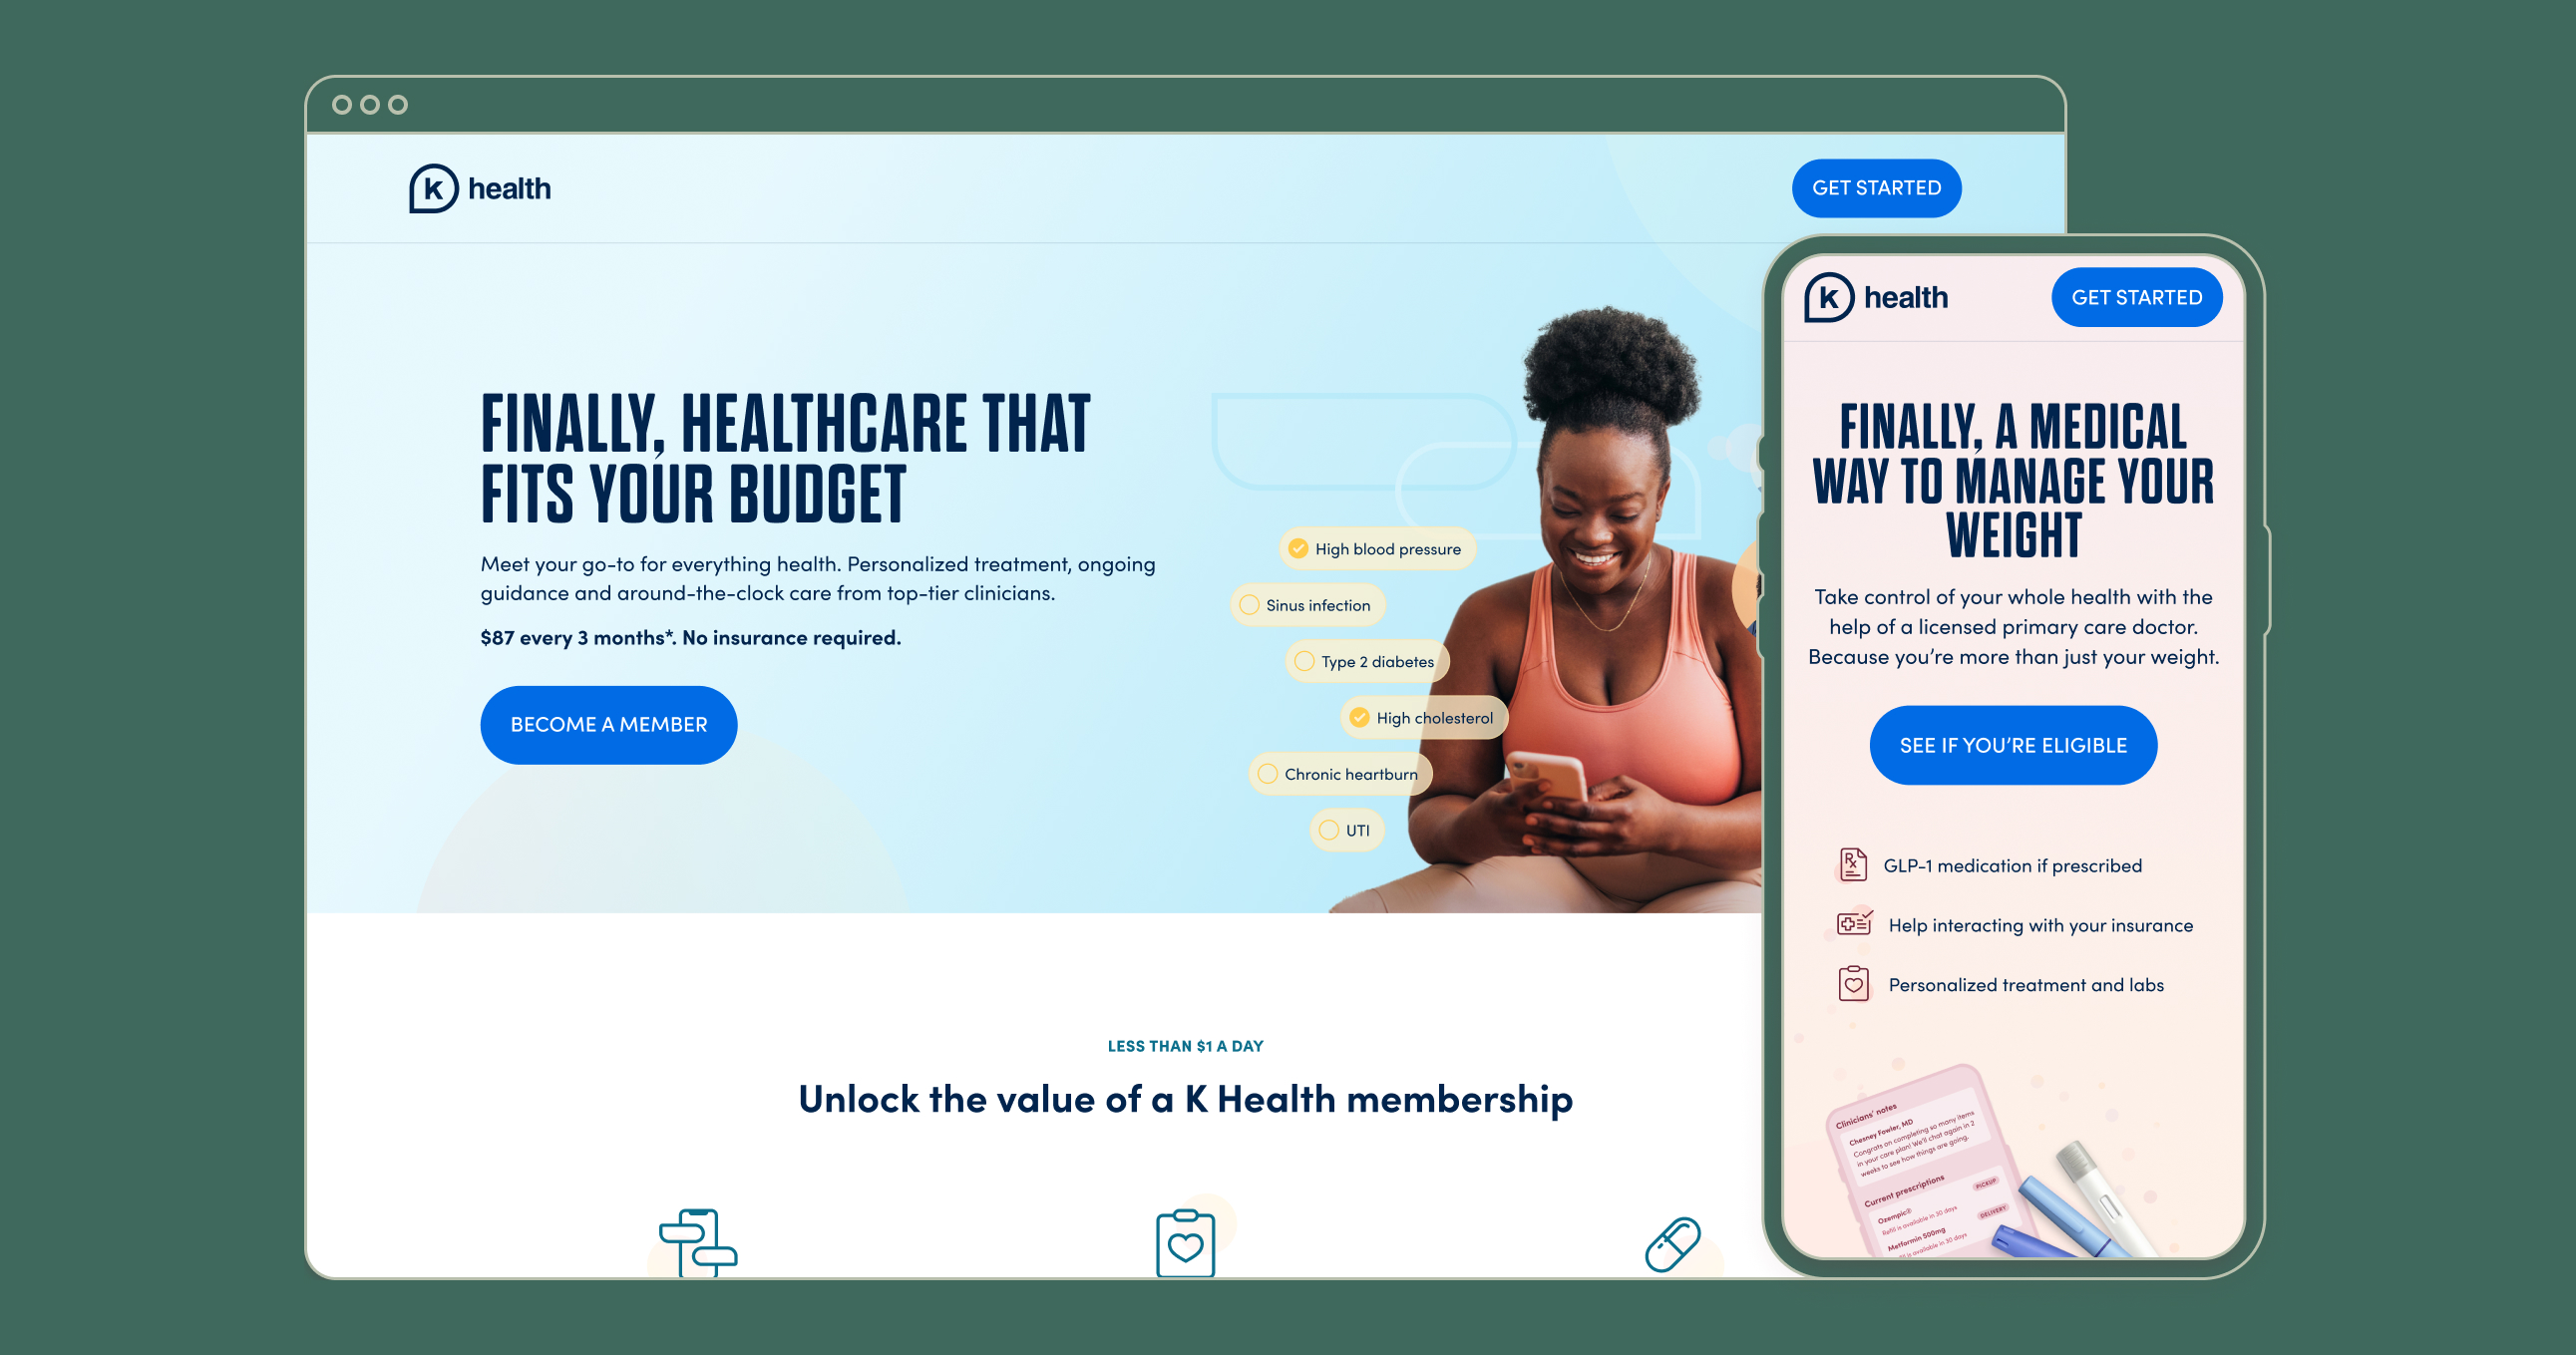 k health
GET STARTED
FINALLY, HEALTHCARE THAT
FITS YOUR BUDGET
Meet your go-to for everything health. Personalized treatment, ongoing
guidance and around-the-clock care from top-tier clinicians.
$87 every 3 months*. No insurance required.
BECOME A MEMBER
High blood pressure
Sinus infection
Type 2 diabetes
High cholesterol
Chronic heartburn
UTI
LESS THAN $1 A DAY
Unlock the value of a K Health membership
k health
GET STARTED
FINALLY, A MEDICAL
WAY TO MANAGE YOUR
WEIGHT
Take control of your whole health with the
help of a licensed primary care doctor.
Because you’re more than just your weight.
SEE IF YOU’RE ELIGIBLE
Rx
GLP-1 medication if prescribed
Help interacting with your insurance
Personalized treatment and labs
Clinicians’ notes
Chesney Fowler, MD
Congrats on completing so many items
in your care plan! We’ll chat again in 2
weeks to see how things are going.
Current prescriptions
PICKUP
Ozempic®
Refill is available in 30 days
DELIVERY
Metformin 500mg
is available in 30 days